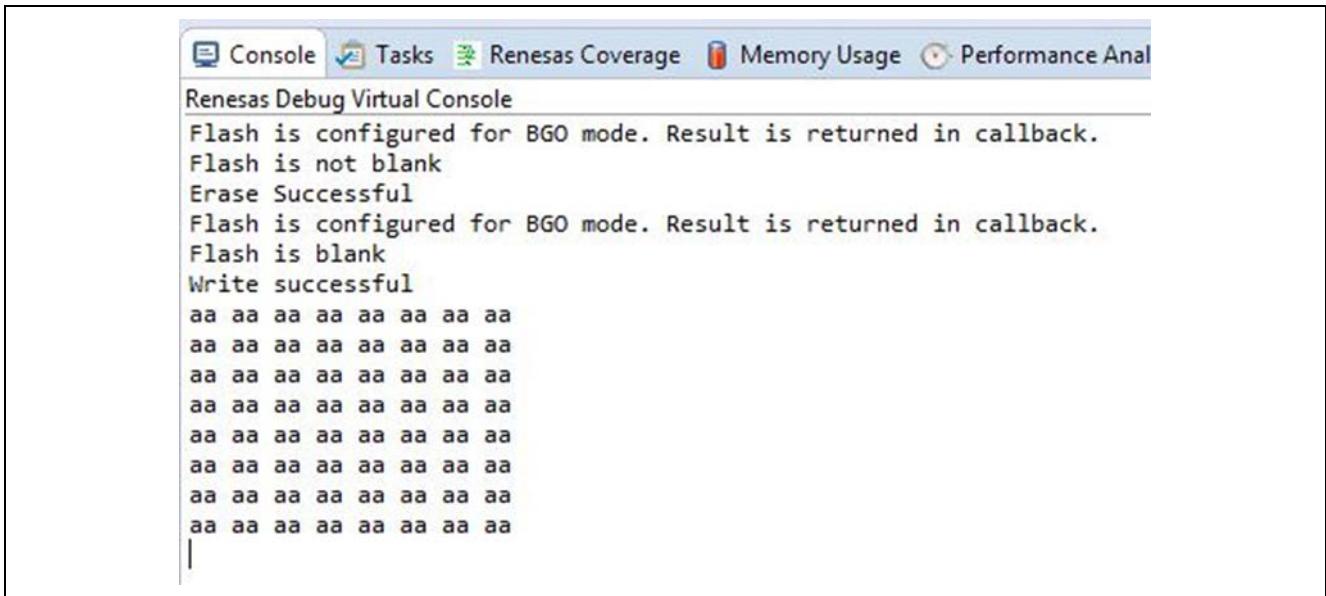 Console Tasks Renesas Coverage Memory Usage Performance Anal
Renesas Debug Virtual Console
Flash is configured for BGO mode. Result is returned in callback.
Flash is not blank
Erase Successful
Flash is configured for BGO mode. Result is returned in callback.
Flash is blank
Write successful
aa aa aa aa aa aa aa aa
aa aa aa aa aa aa aa aa
aa aa aa aa aa aa aa aa
aa aa aa aa aa aa aa aa
aa aa aa aa aa aa aa aa
aa aa aa aa aa aa aa aa
aa aa aa aa aa aa aa aa
aa aa aa aa aa aa aa aa